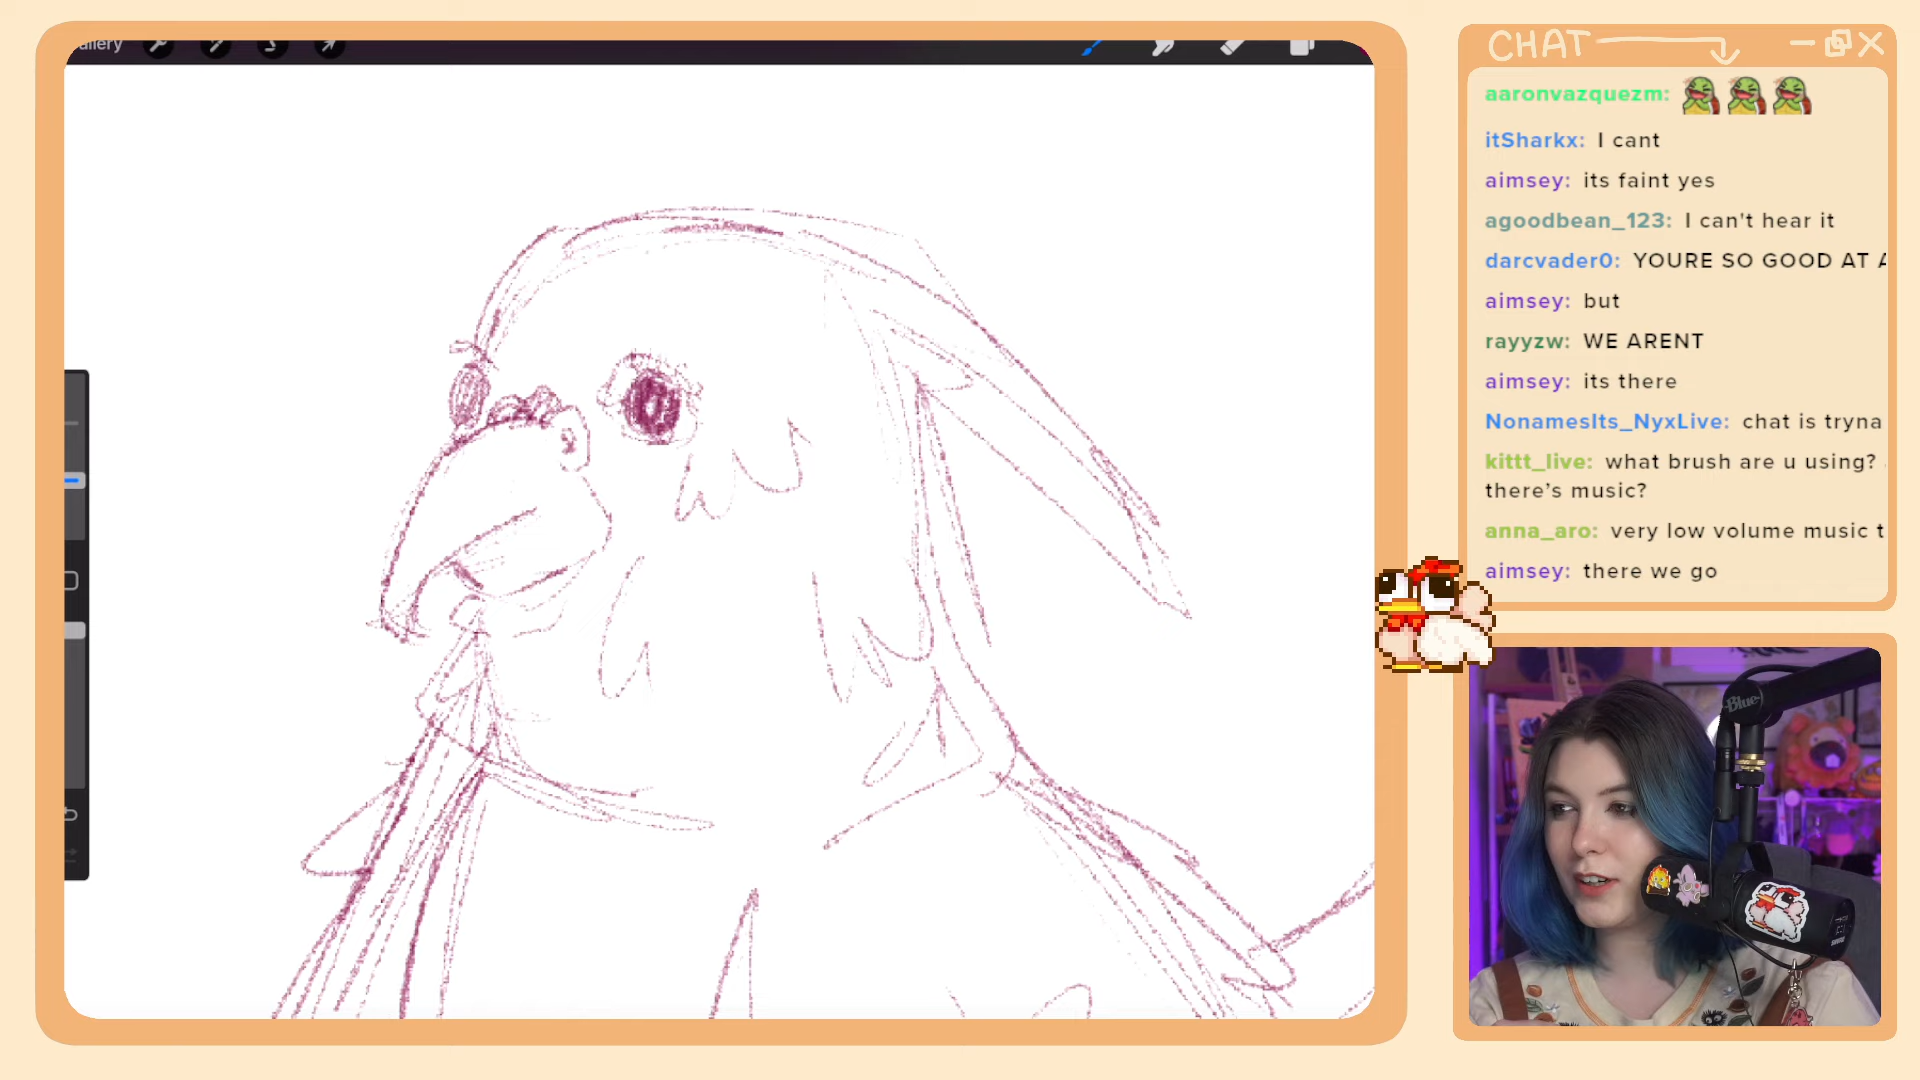 allery
CHAT
aaronvazquezm:
itSharkx: I cant
aimsey: its faint yes
agoodbean_123: I can't hear it
darcvader0: YOURE SO GOOD AT A
aimsey: but
rayyzw: WE ARENT
aimsey: its there
NonamesIts_NyxLive: chat is tryna
kittt_live: what brush are u using?
there's music?
anna_aro: very low volume music t
aimsey: there we go
Blue